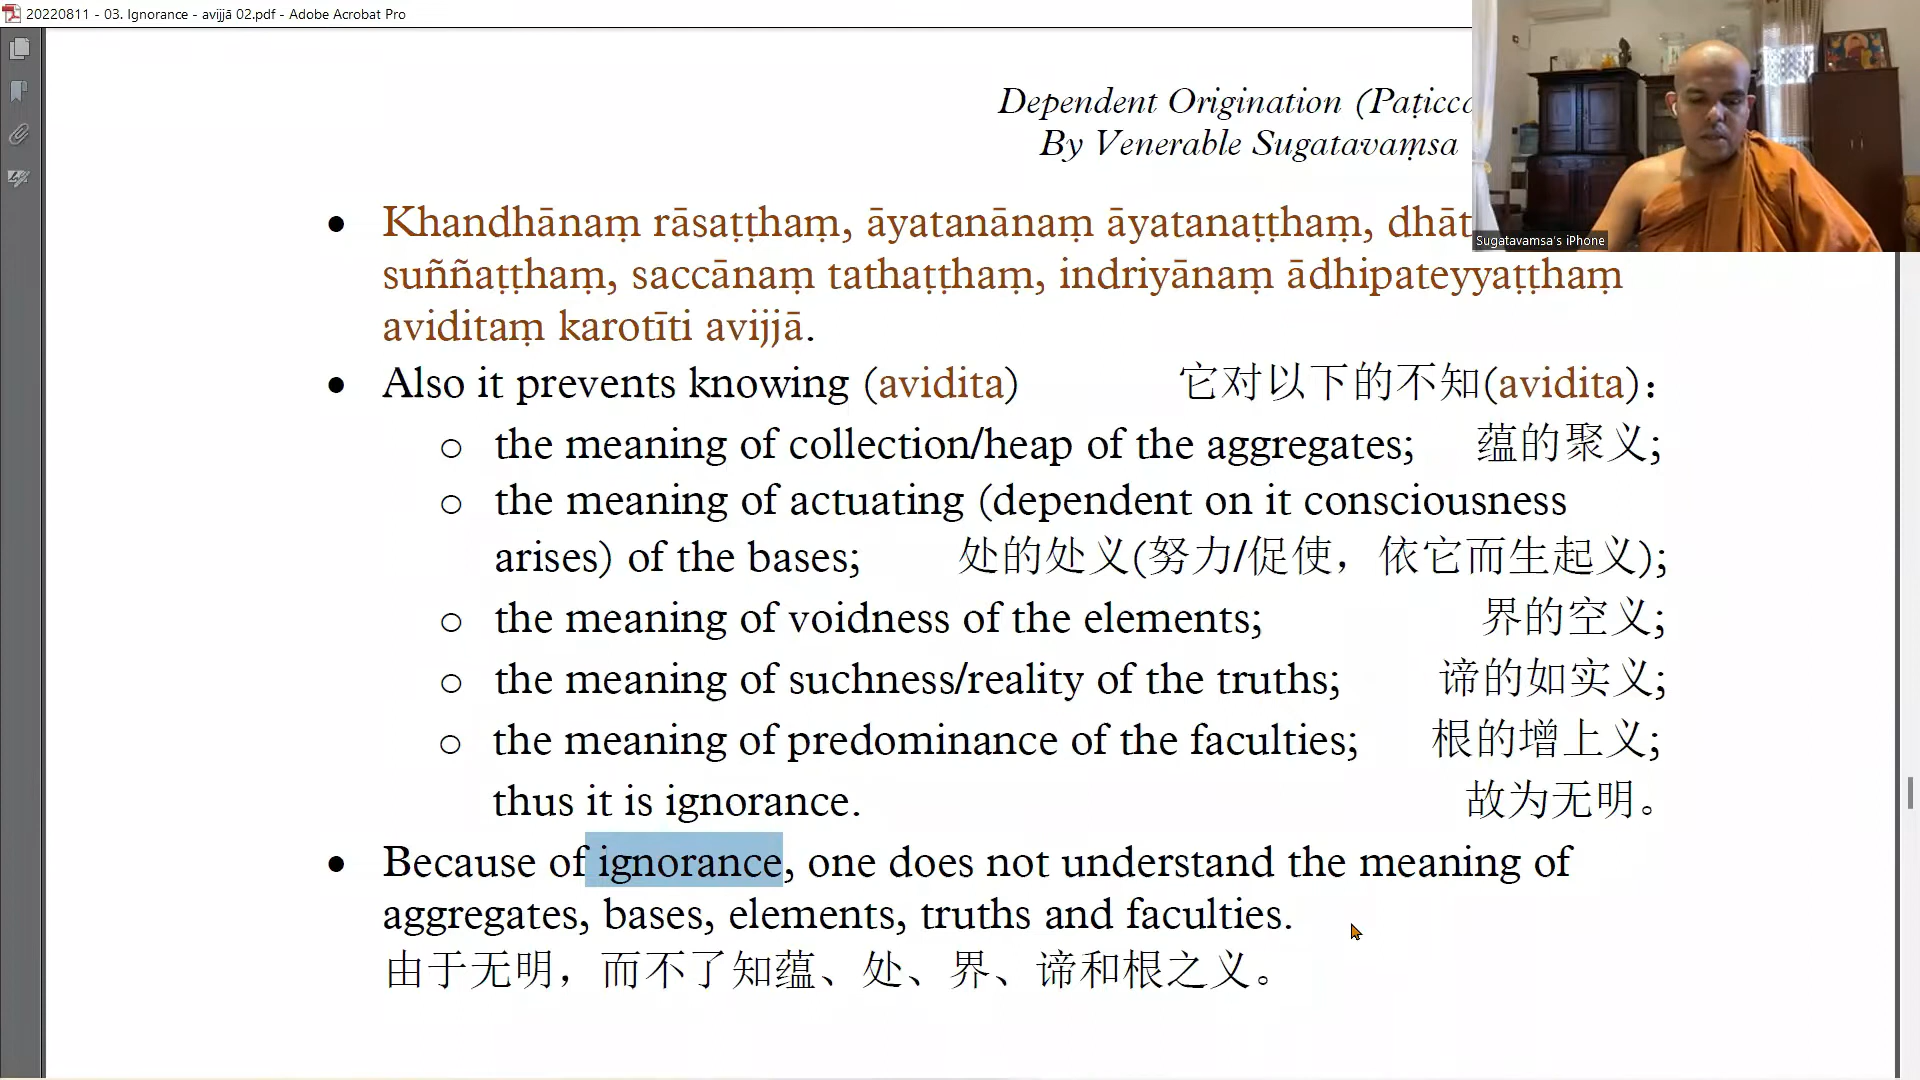 20220811 - 03. Ignorance - avijjā 02.pdf - Adobe Acrobat Pro
Dependent Origination (Paṭicc
By Venerable Sugatavaṃsa
Sugatavamsa's iPhone
• Khandhānaṃ rāsaṭṭhaṃ, āyatanānaṃ āyatanaṭṭhaṃ, dhāt
suññaṭṭhaṃ, saccānaṃ tathaṭṭhaṃ, indriyānaṃ ādhipateyyaṭṭhaṃ
aviditaṃ karotīti avijjā.
• Also it prevents knowing (avidita) 它对以下的不知(avidita)：
o the meaning of collection/heap of the aggregates; 蕴的聚义;
o the meaning of actuating (dependent on it consciousness
arises) of the bases; 处的处义(努力/促使，依它而生起义);
o the meaning of voidness of the elements; 界的空义;
o the meaning of suchness/reality of the truths; 谛的如实义;
o the meaning of predominance of the faculties; 根的增上义;
thus it is ignorance. 故为无明。
• Because of ignorance, one does not understand the meaning of
aggregates, bases, elements, truths and faculties.
由于无明，而不了知蕴、处、界、谛和根之义。